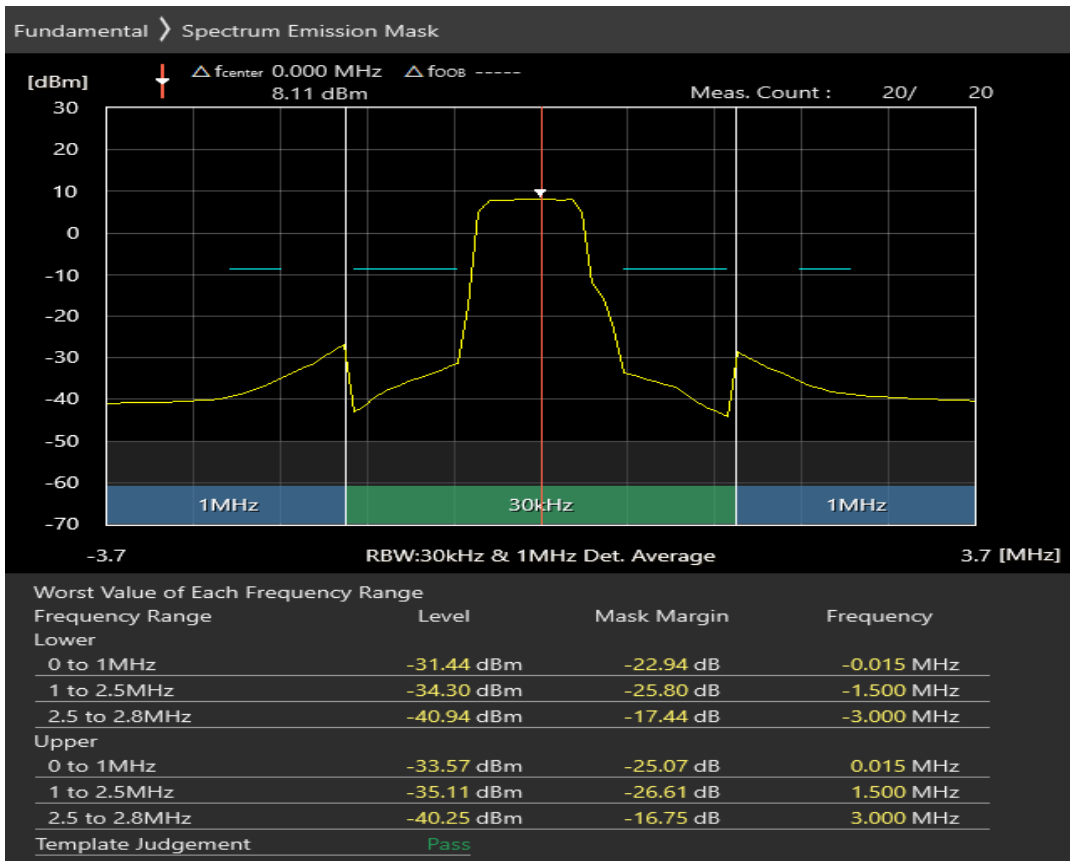 Fundamental 〉 Spectrum Emission Mask
[dBm] △ fcenter 0.000 MHz △ fOOB -----
8.11 dBm Meas. Count : 20/ 20
30
20
10
0
-10
-20
-30
-40
-50
-60
-70
1MHz 30kHz 1MHz
-3.7 RBW:30kHz & 1MHz Det. Average 3.7 [MHz]
Worst Value of Each Frequency Range
Frequency Range Level Mask Margin Frequency
Lower
0 to 1MHz -31.44 dBm -22.94 dB -0.015 MHz
1 to 2.5MHz -34.30 dBm -25.80 dB -1.500 MHz
2.5 to 2.8MHz -40.94 dBm -17.44 dB -3.000 MHz
Upper
0 to 1MHz -33.57 dBm -25.07 dB 0.015 MHz
1 to 2.5MHz -35.11 dBm -26.61 dB 1.500 MHz
2.5 to 2.8MHz -40.25 dBm -16.75 dB 3.000 MHz
Template Judgement Pass